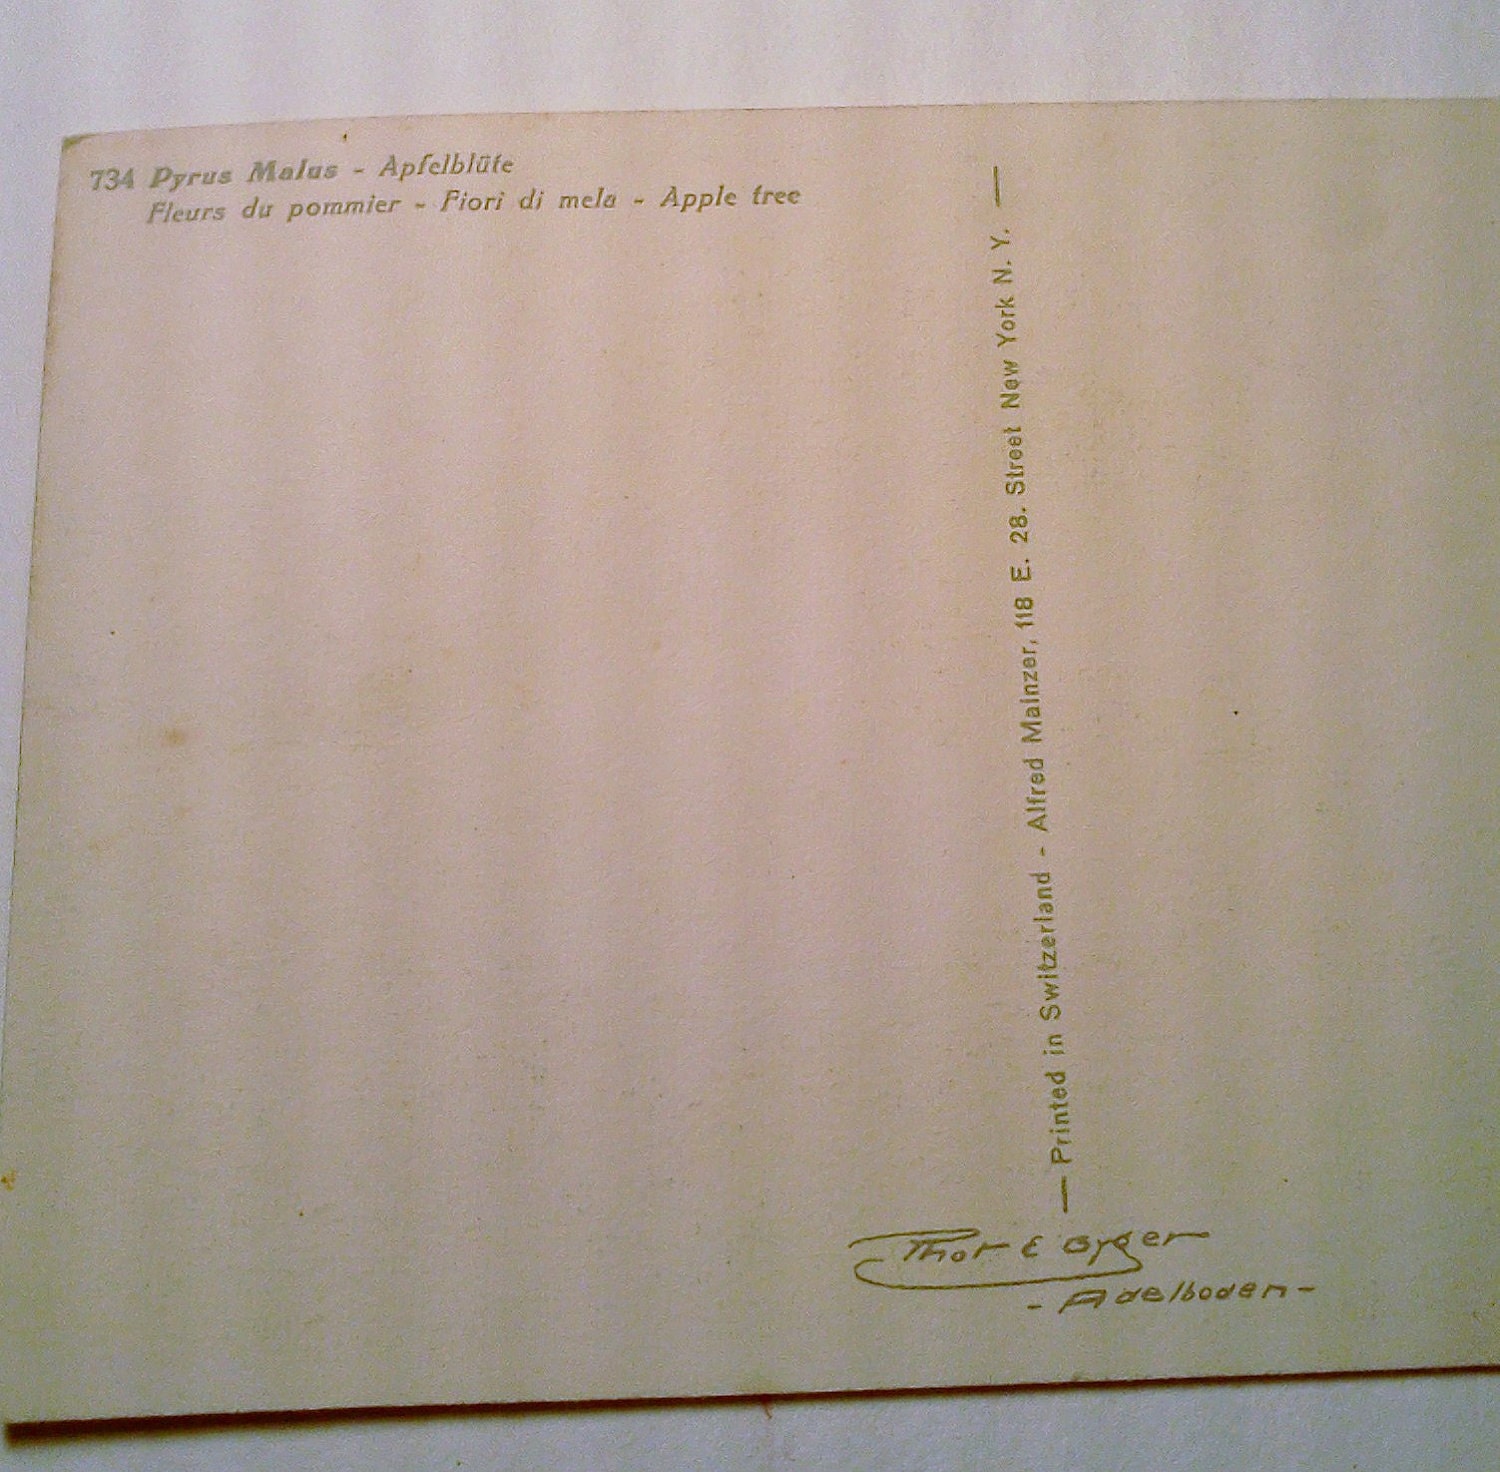 734 Pyrus Malus - Apfelblüte
Fleurs du pommier - Fiori di mela - Apple tree
— Printed in Switzerland - Alfred Mainzer, 118 E. 28. Street New York N. Y. —
Thor E Gyger
- Adelboden -